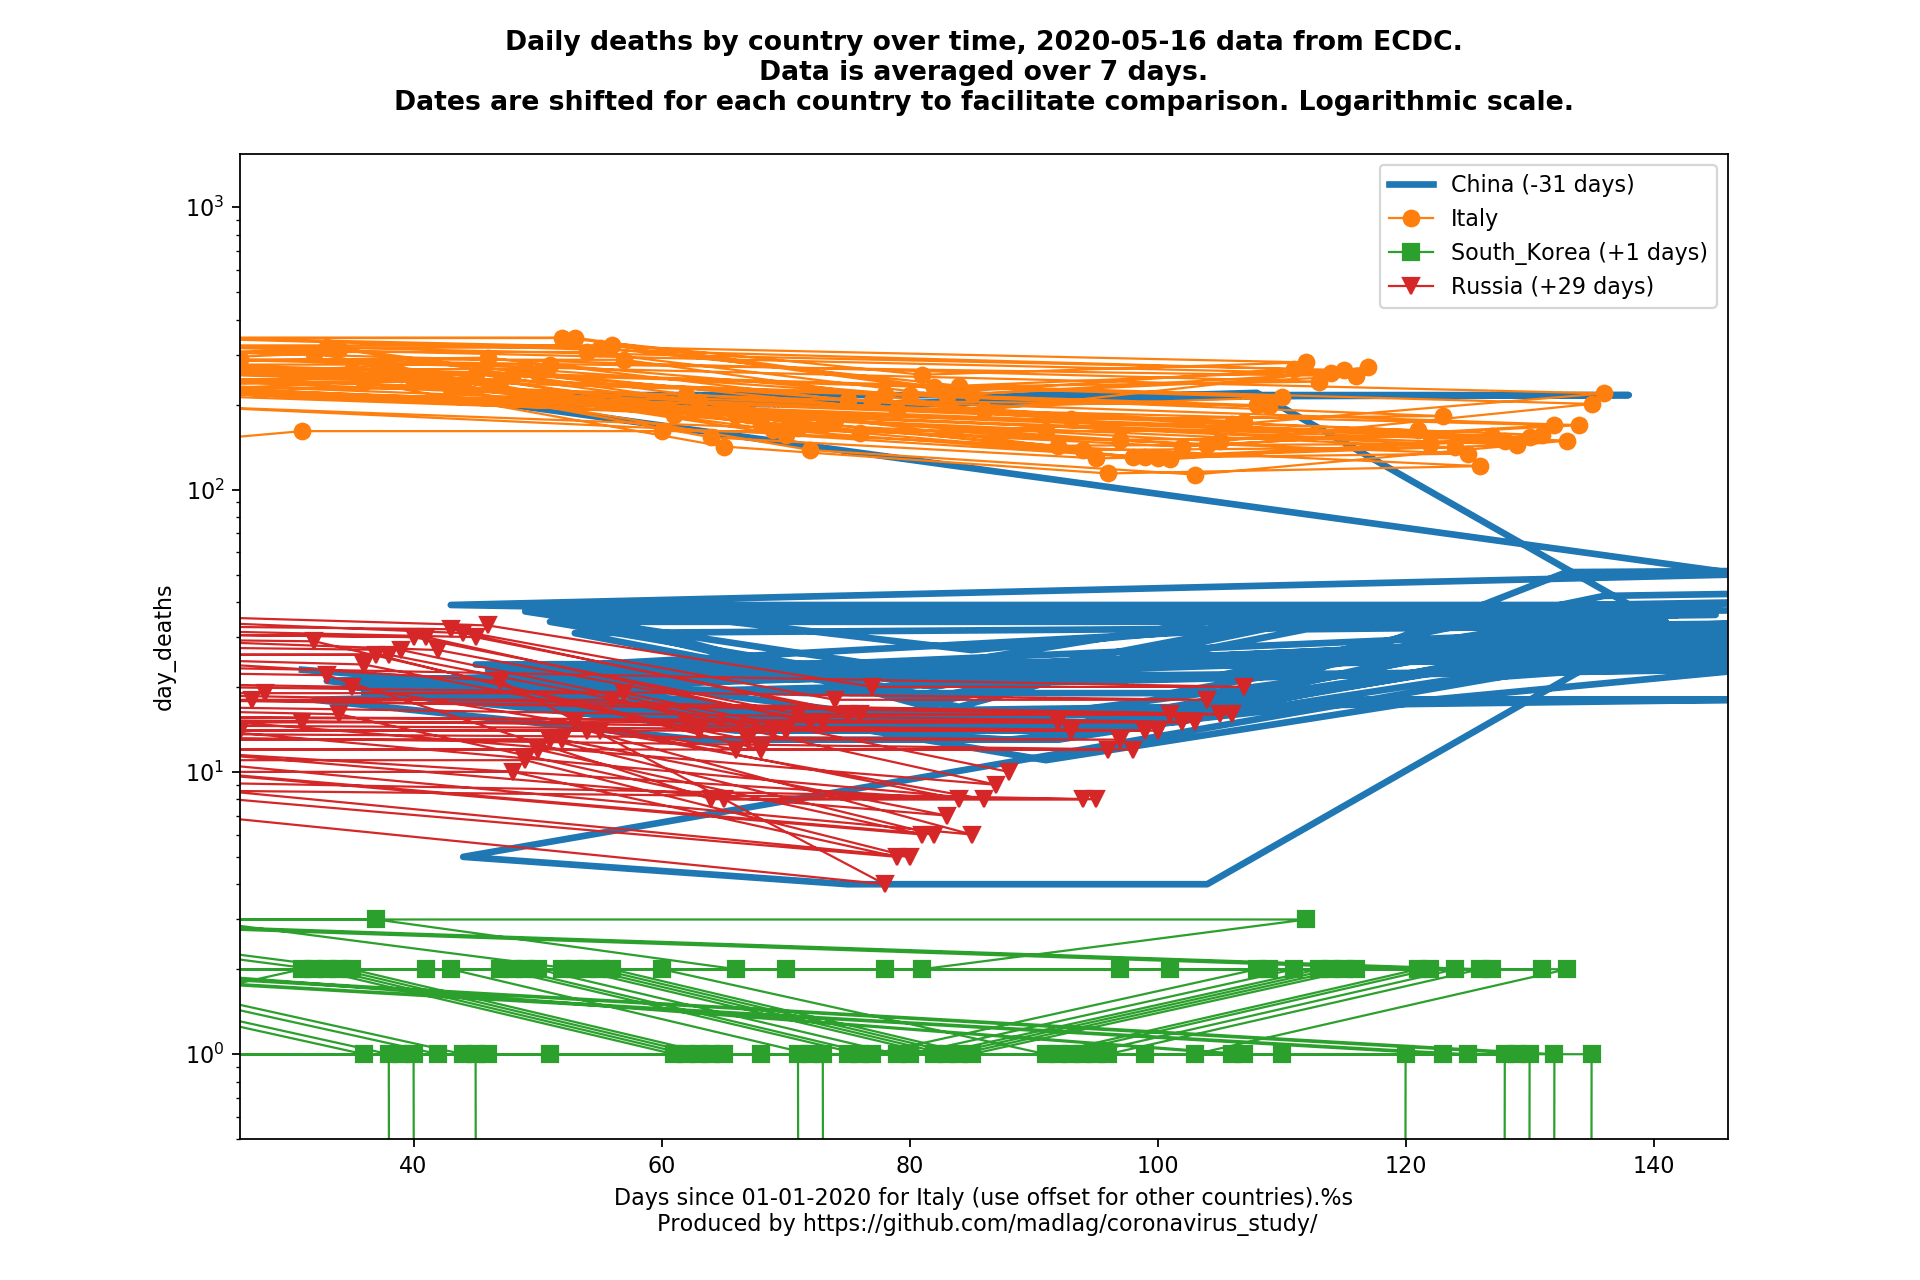 Daily deaths by country over time, 2020-05-16 data from ECDC.
Data is averaged over 7 days.
Dates are shifted for each country to facilitate comparison. Logarithmic scale.
China (-31 days)
Italy
South_Korea (+1 days)
Russia (+29 days)
day_deaths
10³
10²
10¹
10⁰
40 60 80 100 120 140
Days since 01-01-2020 for Italy (use offset for other countries).%s
Produced by https://github.com/madlag/coronavirus_study/